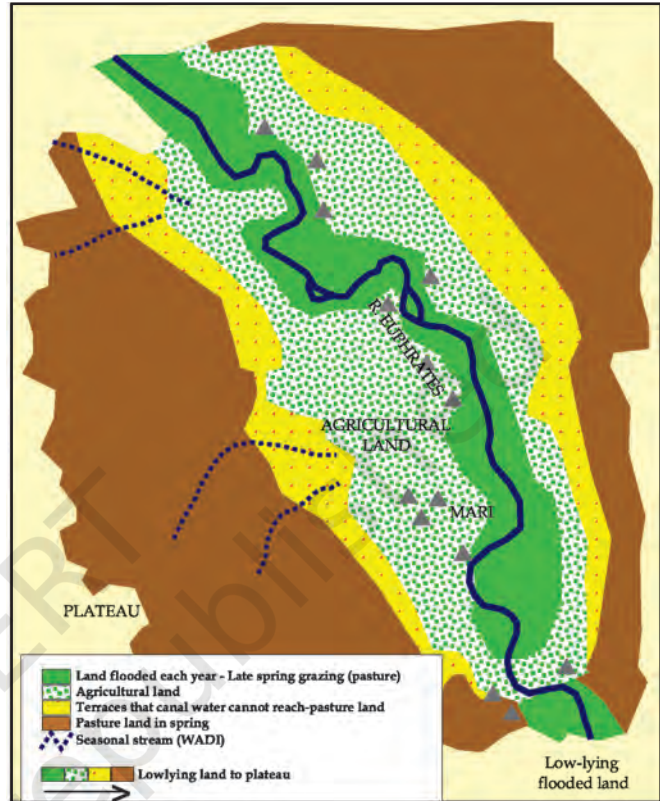 R. EUPHRATES
AGRICULTURAL
LAND
MARI
PLATEAU
Land flooded each year - Late spring grazing (pasture)
Agricultural land
Terraces that canal water cannot reach-pasture land
Pasture land in spring
Seasonal stream (WADI)
Lowlying land to plateau
Low-lying
flooded land